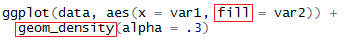 ggplot(data, aes(x = var1, fill = var2)) +
geom_density(alpha = .3)